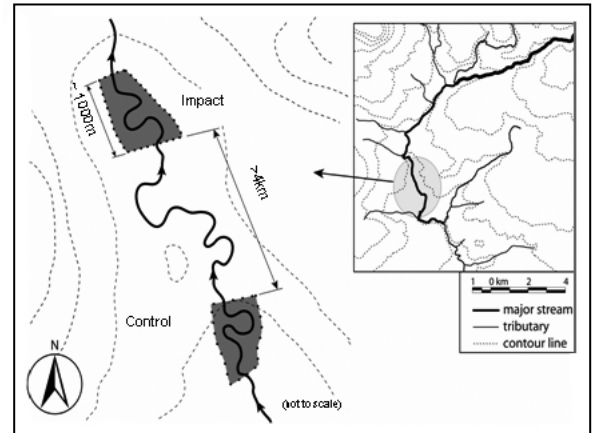 Impact
~ 1000m
>4km
Control
N
(not to scale)
1 0 km 2 4
major stream
tributary
contour line